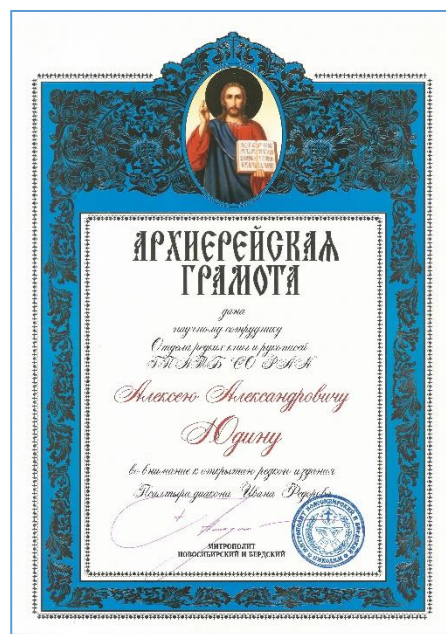 АРХИЕРЕЙСКАЯ
ГРАМОТА
дана
научному сотруднику
Отдела редких книг и рукописей
ГПНТБ СО РАН
Алексею Александровичу
Юдину
во внимание к открытию редкого издания
Псалтыри диакона Ивана Федорова
МИТРОПОЛИТ
НОВОСИБИРСКИЙ И БЕРДСКИЙ